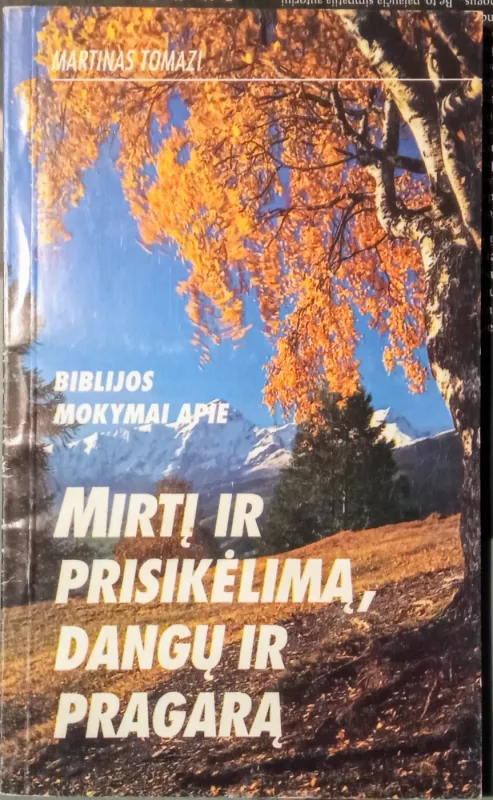 MARTINAS TOMAZI
BIBLIJOS
MOKYMAI APIE
MIRTĮ IR
PRISIKĖLIMĄ,
DANGŲ IR
PRAGARĄ